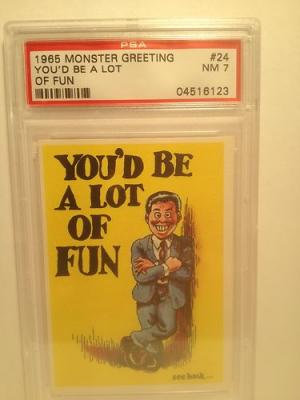 PSA
1965 MONSTER GREETING #24
YOU'D BE A LOT NM 7
OF FUN
04516123
YOU'D BE
A LOT
OF
FUN
see back...